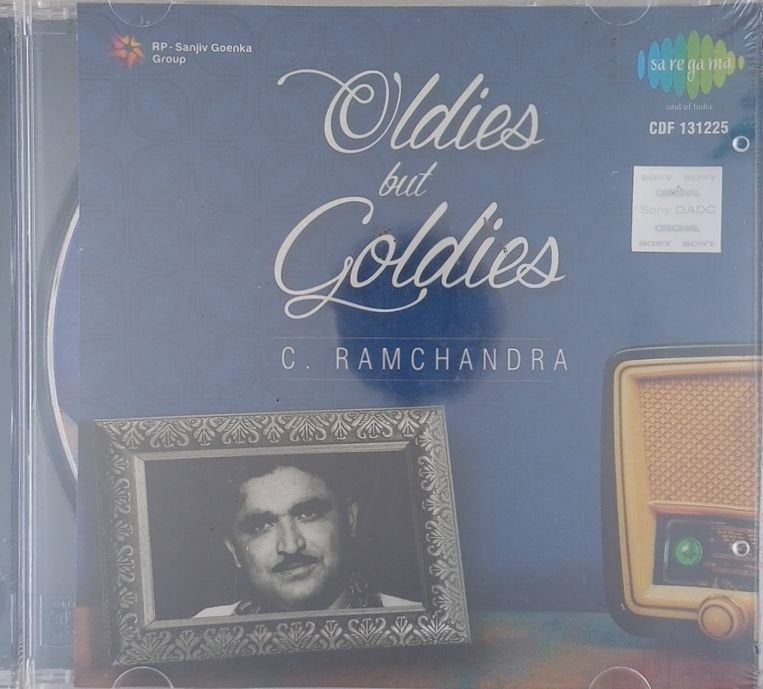 RP - Sanjiv Goenka
Group
sa re ga ma
soul of India
CDF 131225
Oldies
but
Goldies
C. RAMCHANDRA
SONY SONY
ORIGINAL
Sony DADC
ORIGINAL
SONY SONY